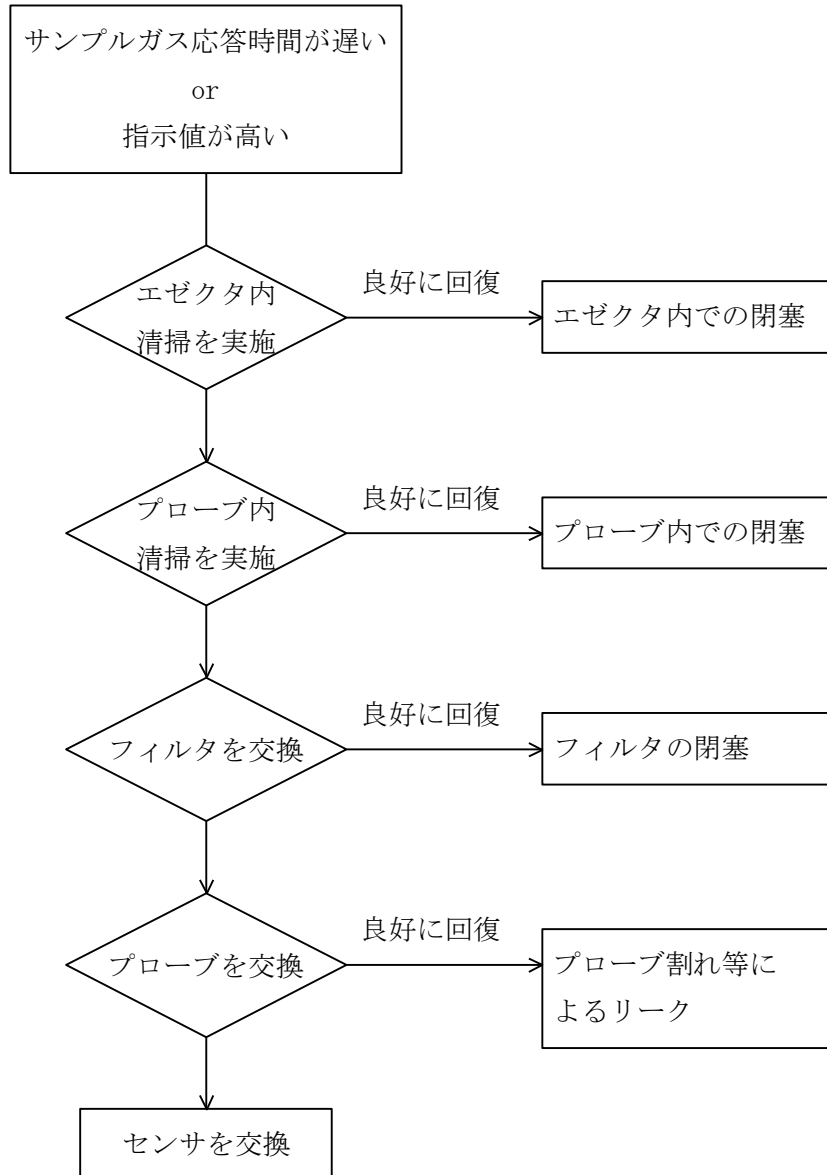 サンプルガス応答時間が遅い
or
指示値が高い
エゼクタ内
清掃を実施
良好に回復
エゼクタ内での閉塞
プローブ内
清掃を実施
良好に回復
プローブ内での閉塞
フィルタを交換
良好に回復
フィルタの閉塞
プローブを交換
良好に回復
プローブ割れ等に
よるリーク
センサを交換